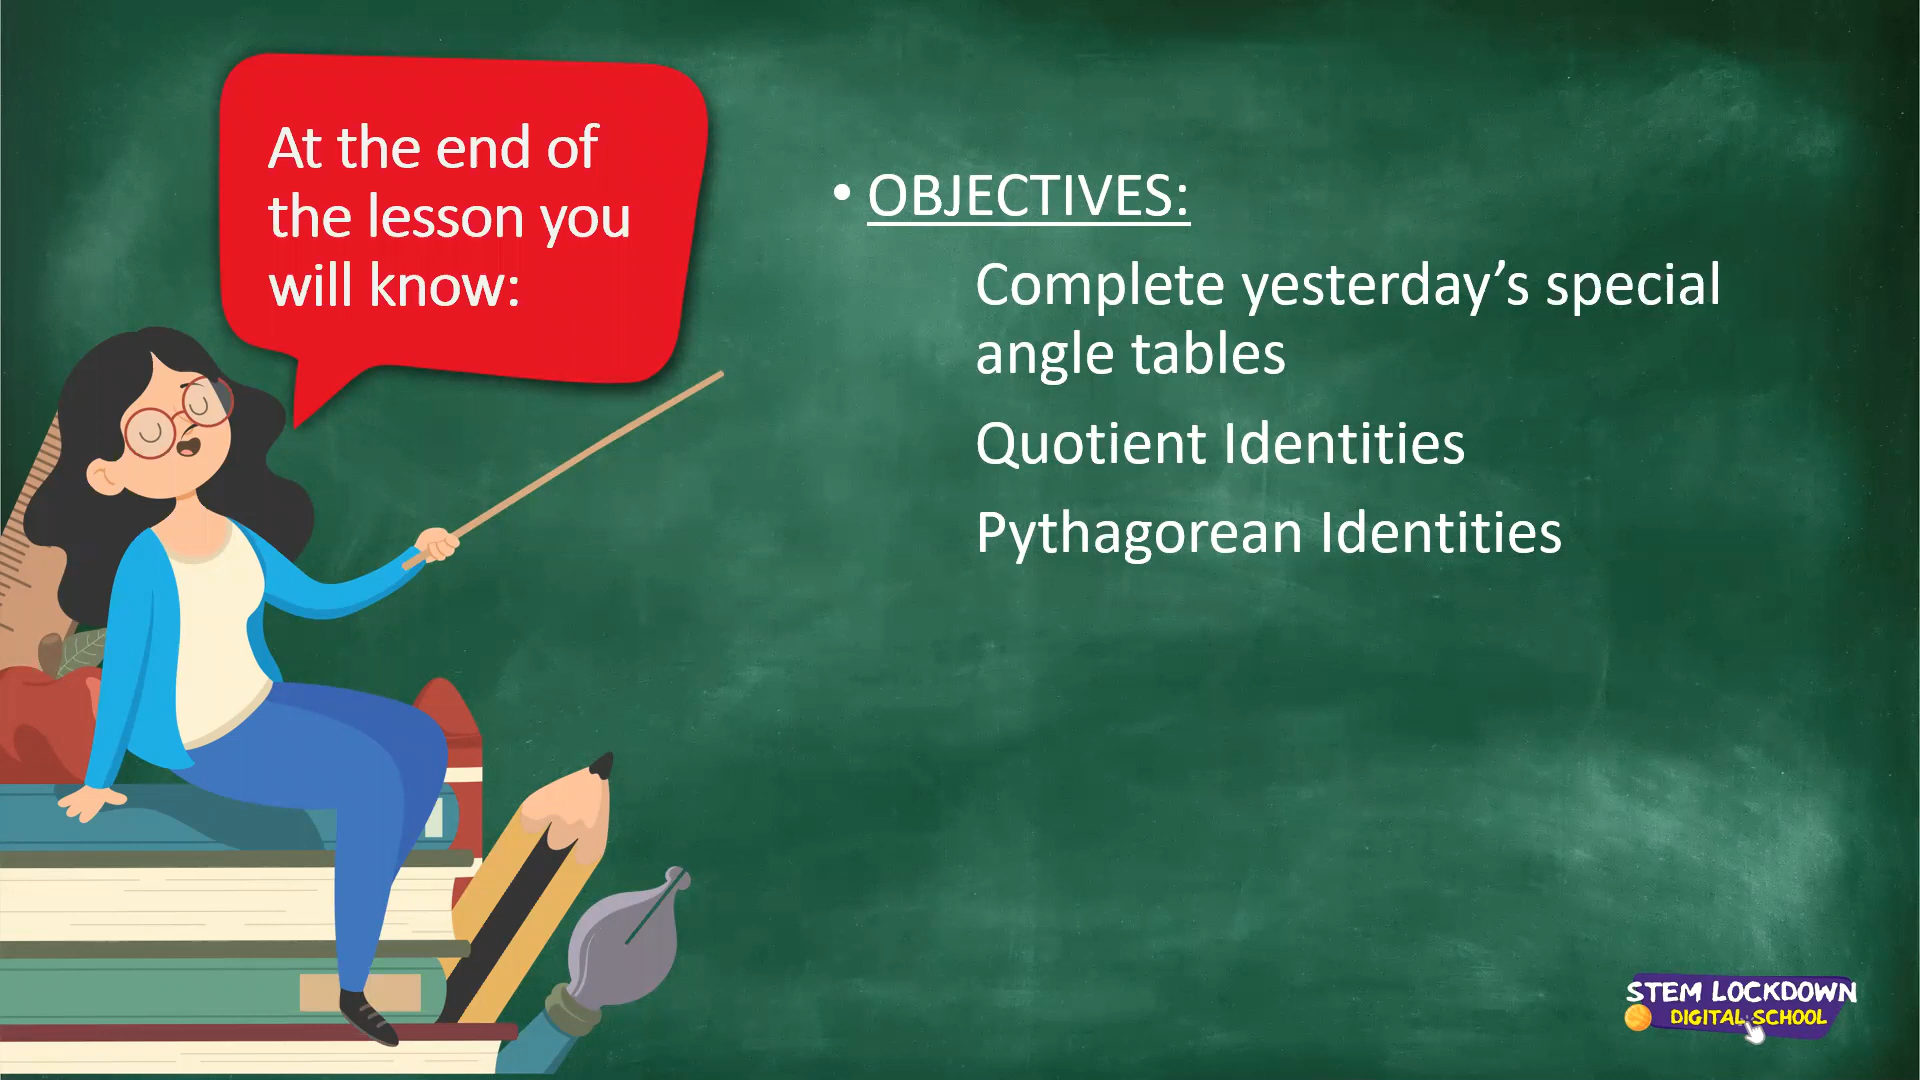 At the end of
the lesson you
will know:
• OBJECTIVES:
Complete yesterday’s special
angle tables
Quotient Identities
Pythagorean Identities
STEM LOCKDOWN
DIGITAL SCHOOL